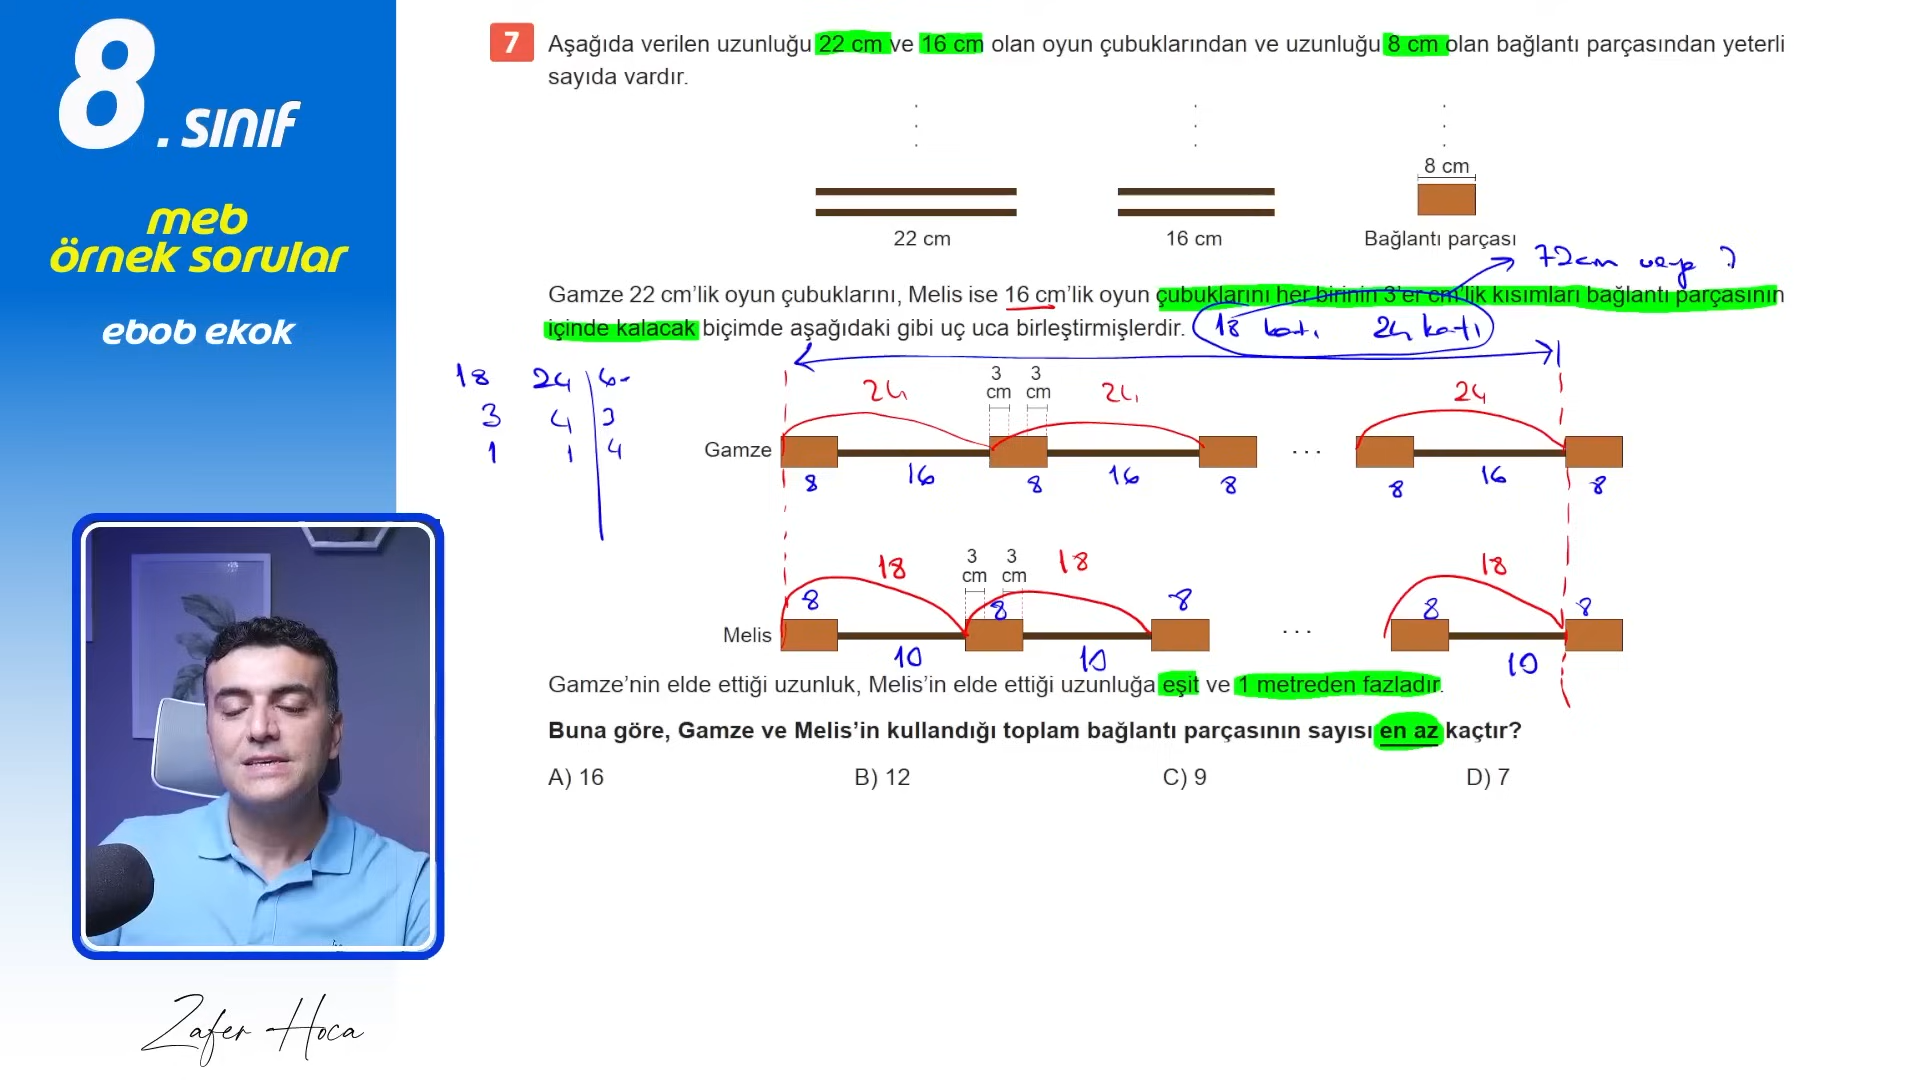 8. SINIF
meb
örnek sorular
ebob ekok
Zafer Hoca
7 Aşağıda verilen uzunluğu 22 cm ve 16 cm olan oyun çubuklarından ve uzunluğu 8 cm olan bağlantı parçasından yeterli
sayıda vardır.
8 cm
22 cm 16 cm Bağlantı parçası
72cm veya ?
Gamze 22 cm’lik oyun çubuklarını, Melis ise 16 cm’lik oyun çubuklarını her birinin 3’er cm’lik kısımları bağlantı parçasının
içinde kalacak biçimde aşağıdaki gibi uç uca birleştirmişlerdir. 18 katı 24 katı
18 24 6
3 4 3
1 1 4
3 cm 3 cm
24 24 24
Gamze ...
8 16 8 16 8 8 16 8
3 cm 3 cm
18 18 18
8 8 8 8 8
Melis ...
10 10 10
Gamze’nin elde ettiği uzunluk, Melis’in elde ettiği uzunluğa eşit ve 1 metreden fazladır.
Buna göre, Gamze ve Melis’in kullandığı toplam bağlantı parçasının sayısı en az kaçtır?
A) 16 B) 12 C) 9 D) 7